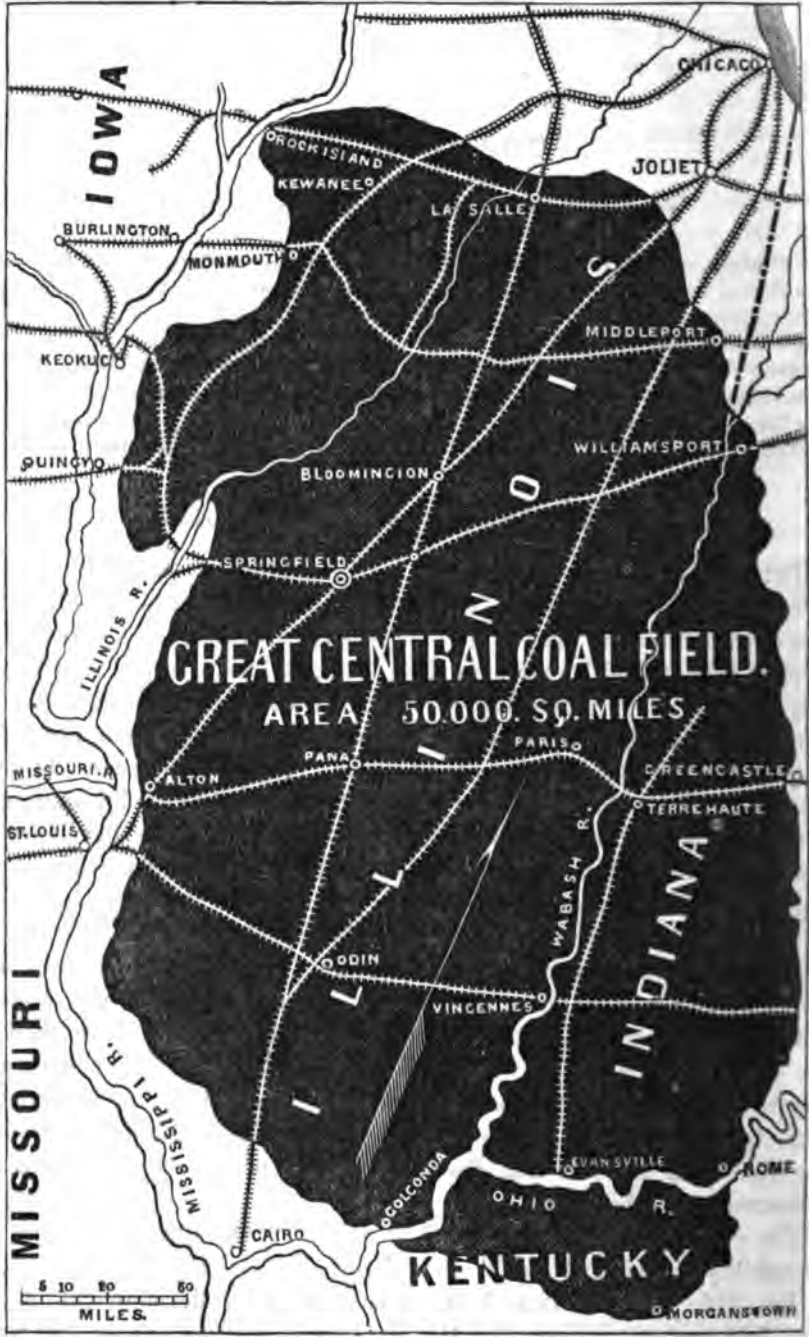 IOWA
CHICAGO
ROCK ISLAND
JOLIET
KEWANEE
LA SALLE
BURLINGTON
MONMOUTH
MIDDLEPORT
KEOKUC
QUINCY
WILLIAMSPORT
BLOOMINGTON
SPRINGFIELD
ILLINOIS R.
ILLINOIS
GREAT CENTRAL COAL FIELD.
AREA 50.000. SQ. MILES
PARIS
PANA
MISSOURI.R
ALTON
GREENCASTLE
TERRE HAUTE
ST. LOUIS
WABASH R.
INDIANA
ODIN
VINCENNES
MISSOURI
MISSISSIPPI R.
GOLCONDA
EVANSVILLE
ROME
OHIO R.
CAIRO
KENTUCKY
5 10 20 50
MILES.
MORGANSTOWN